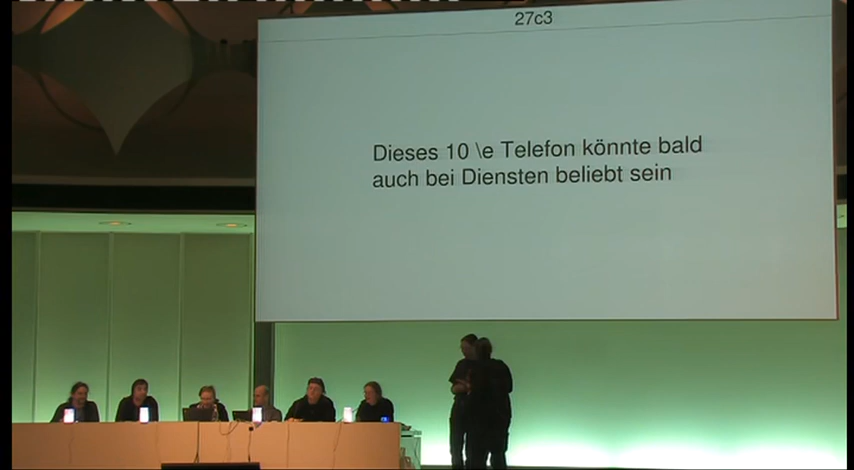 27c3
Dieses 10 \e Telefon könnte bald
auch bei Diensten beliebt sein